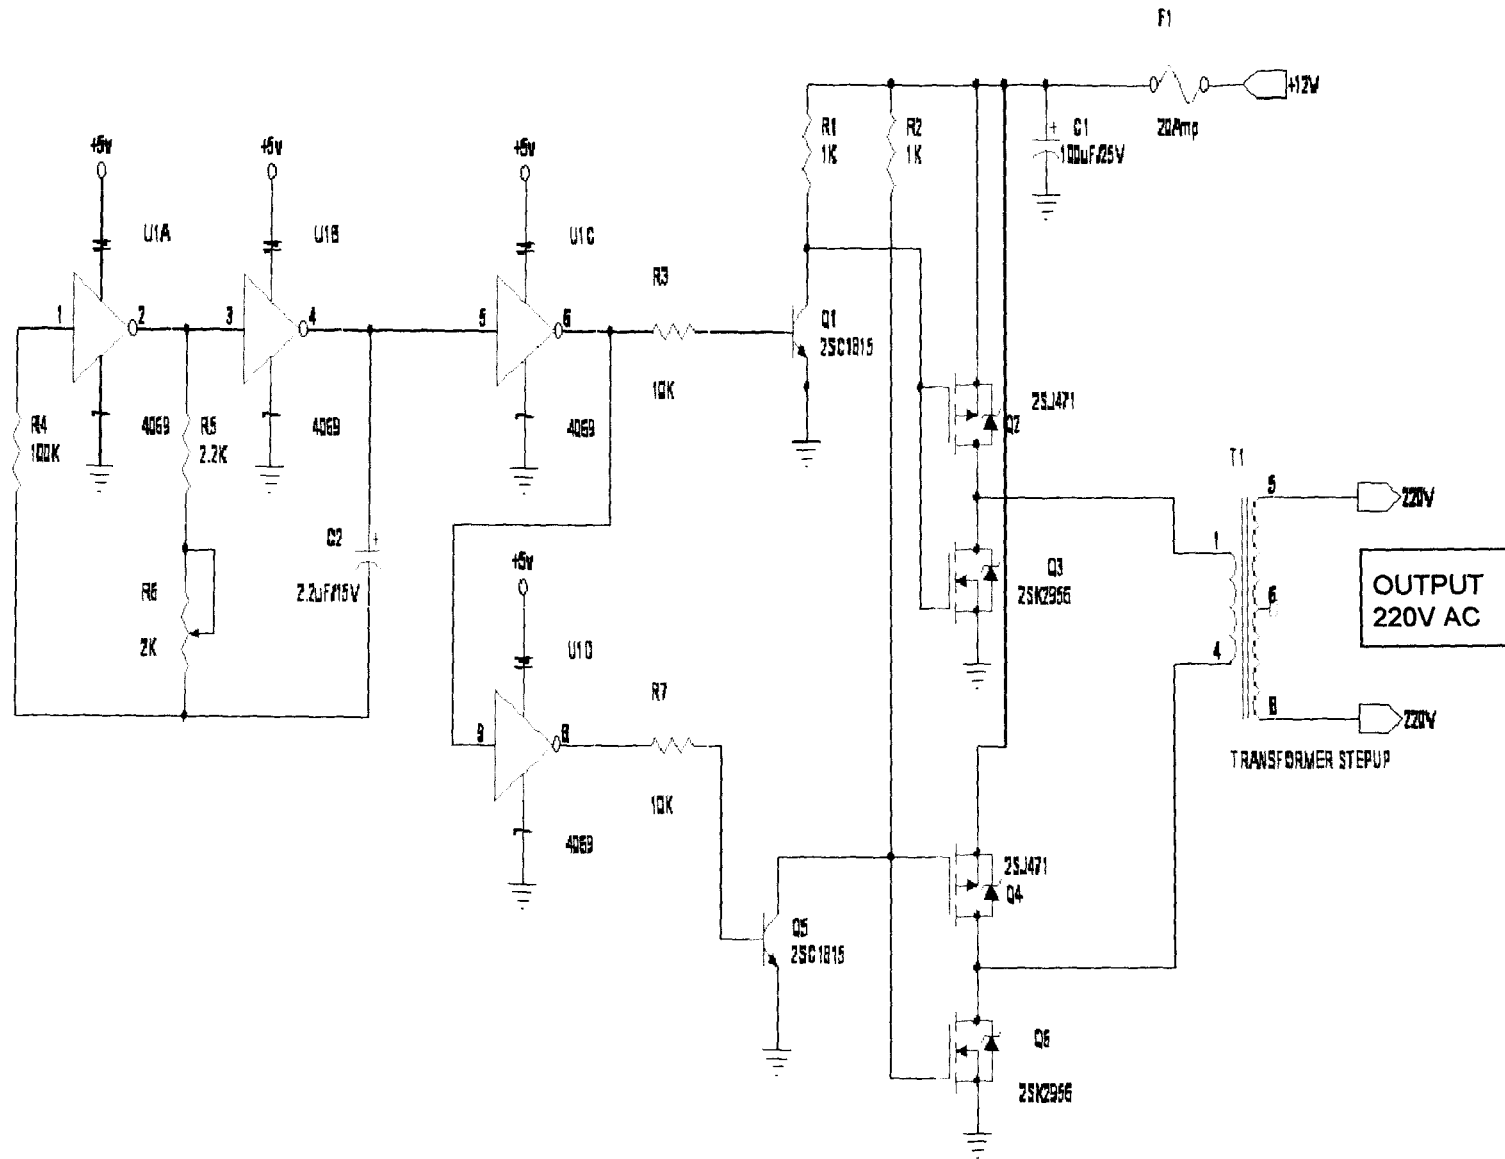 F1
+12V
20Amp
R1
1K
R2
1K
C1
100uF/25V
+
+5v
+5v
+5v
U1A
U1B
U1C
1
2
3
4
5
6
4069
4069
4069
R3
10K
Q1
2SC1815
R4
100K
R5
2.2K
R6
2K
C2
+
2.2uF/15V
+5v
U1D
9
8
4069
R7
10K
Q5
2SC1815
2SJ471
Q2
Q3
2SK2956
2SJ471
Q4
Q6
2SK2956
T1
1
4
5
6
8
TRANSFORMER STEPUP
220V
220V
OUTPUT
220V AC